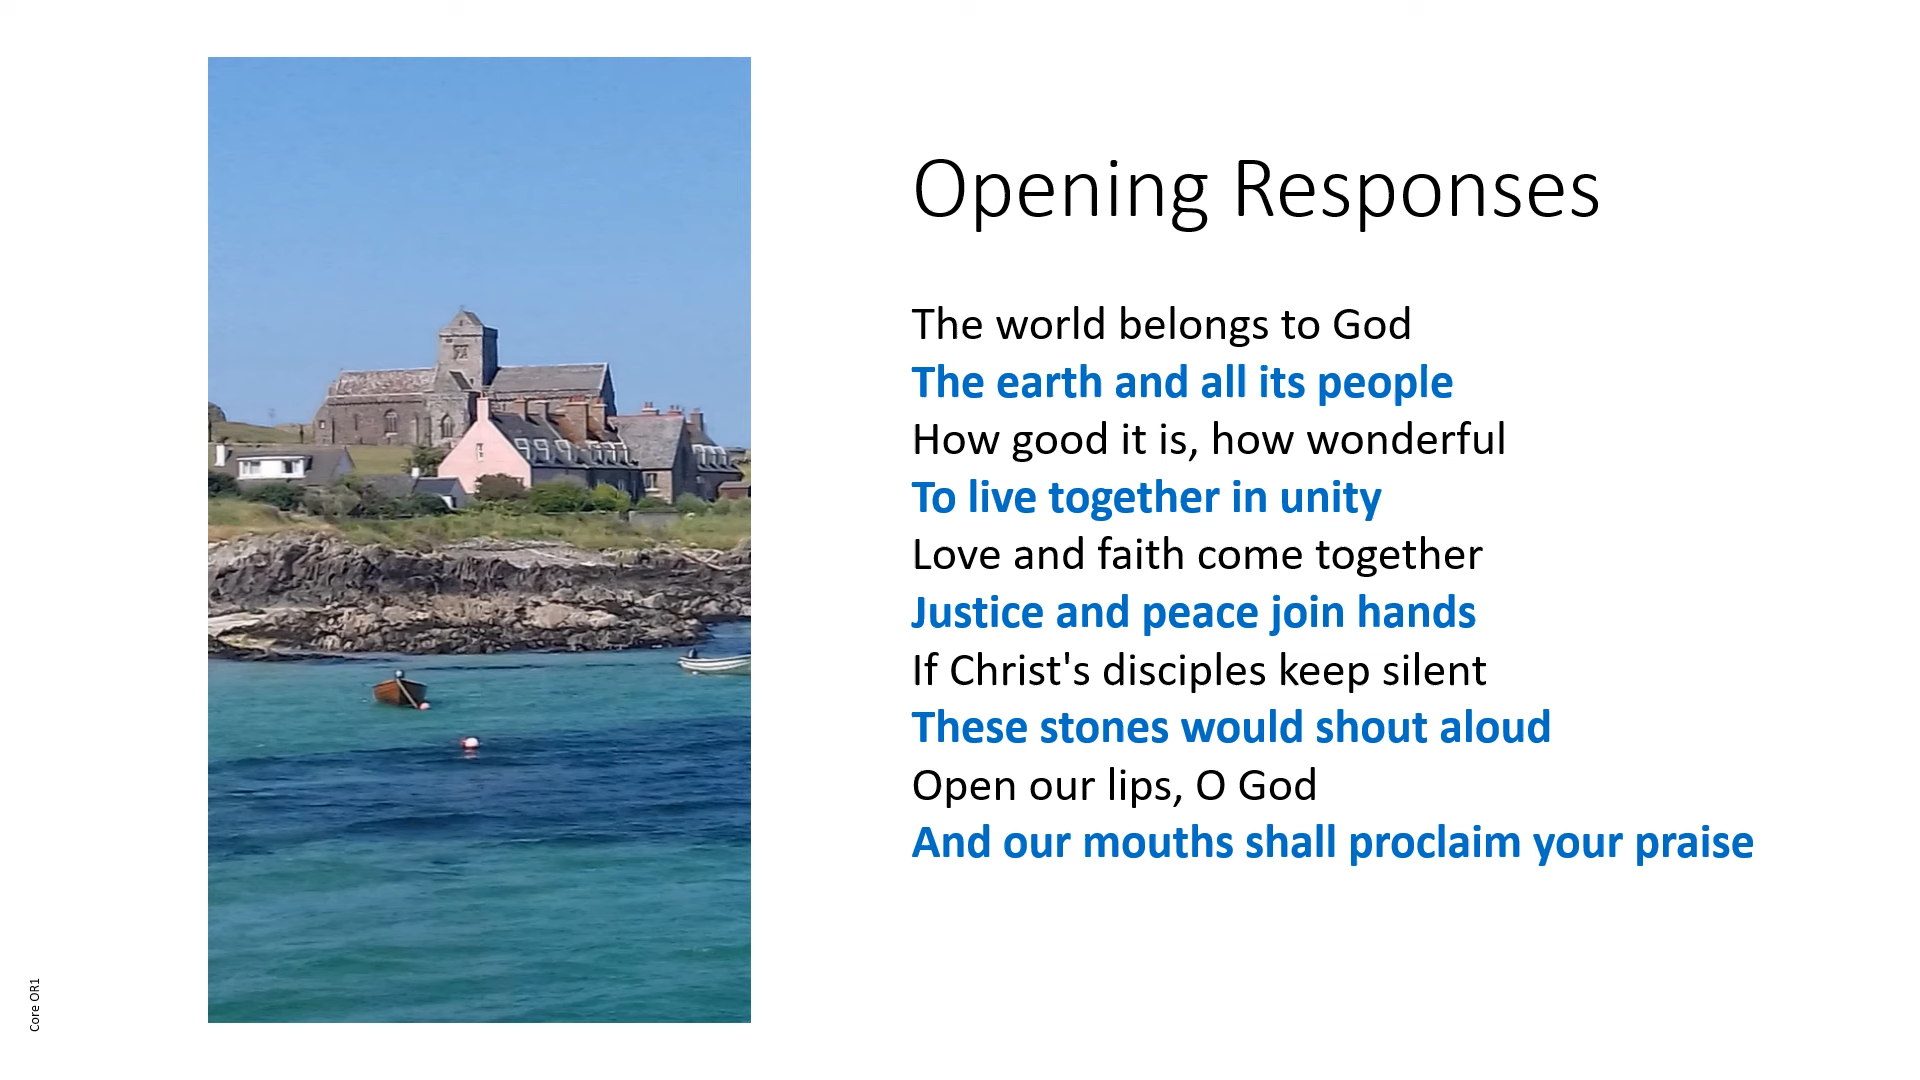 Opening Responses
The world belongs to God
The earth and all its people
How good it is, how wonderful
To live together in unity
Love and faith come together
Justice and peace join hands
If Christ's disciples keep silent
These stones would shout aloud
Open our lips, O God
And our mouths shall proclaim your praise
Core OR1